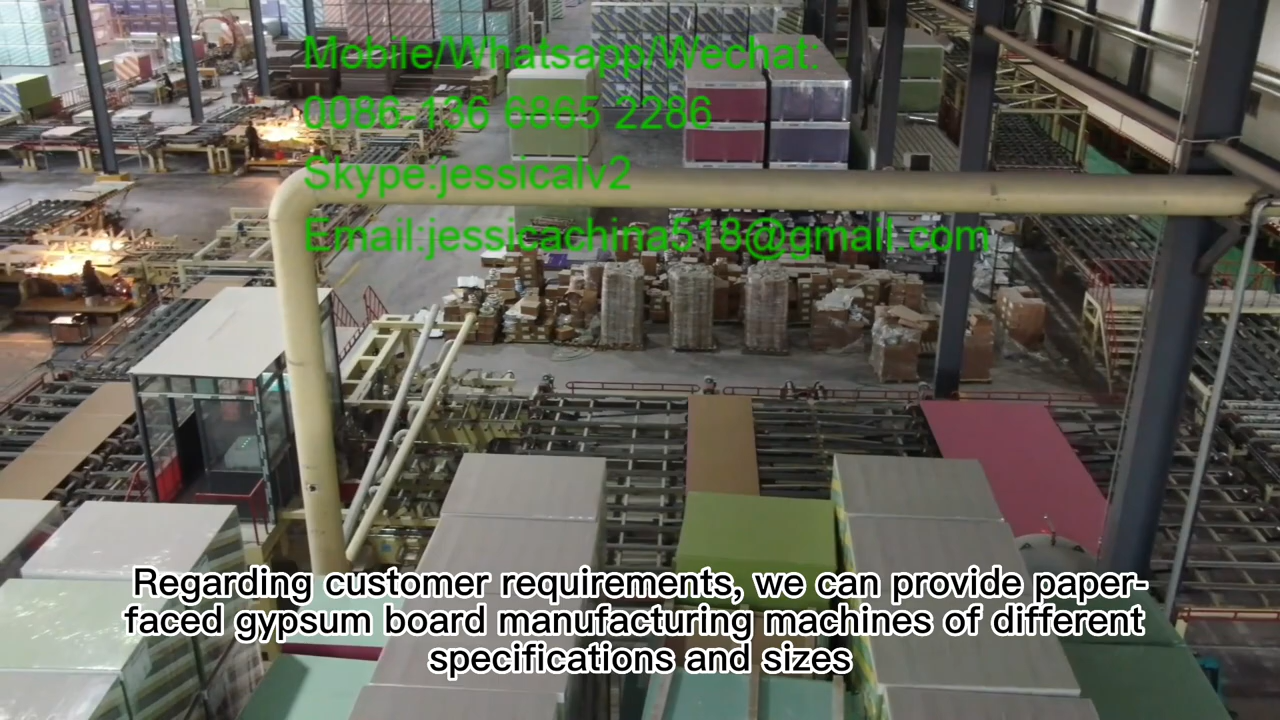 Mobile/Whatsapp/Wechat:
0086-136 6865 2286
Skype:jessicalv2
Email:jessicachina518@gmail.com
Regarding customer requirements, we can provide paper-
faced gypsum board manufacturing machines of different
specifications and sizes